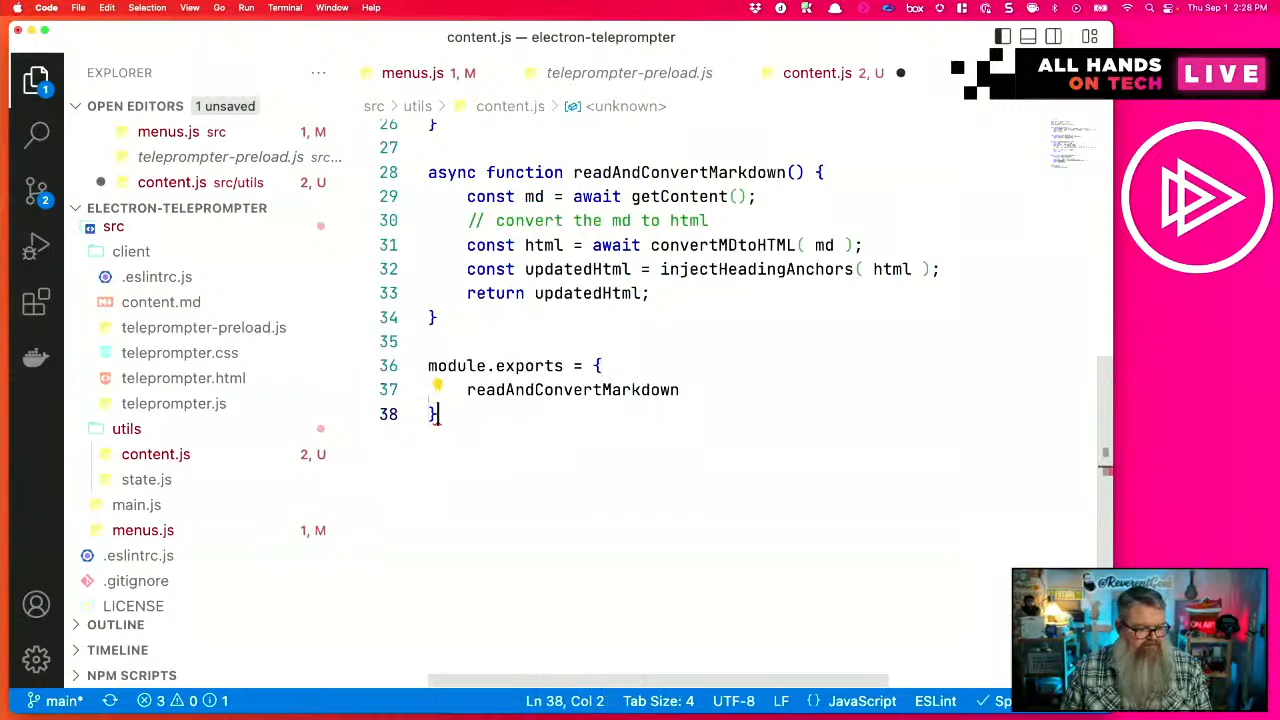 Code File Edit Selection View Go Run Terminal Window Help
box
Thu Sep 1 2:28 PM
content.js — electron-teleprompter
EXPLORER
menus.js 1, M
teleprompter-preload.js
content.js 2, U
ALL HANDS
ON TECH
LIVE
OPEN EDITORS 1 unsaved
src > utils > content.js > <unknown>
menus.js src 1, M
teleprompter-preload.js src...
content.js src/utils 2, U
ELECTRON-TELEPROMPTER
src
client
.eslintrc.js
content.md
teleprompter-preload.js
teleprompter.css
teleprompter.html
teleprompter.js
utils
content.js 2, U
state.js
main.js
menus.js 1, M
.eslintrc.js
.gitignore
LICENSE
OUTLINE
TIMELINE
NPM SCRIPTS
1
2
26 }
27
28 async function readAndConvertMarkdown() {
29 const md = await getContent();
30 // convert the md to html
31 const html = await convertMDtoHTML( md );
32 const updatedHtml = injectHeadingAnchors( html );
33 return updatedHtml;
34 }
35
36 module.exports = {
37 readAndConvertMarkdown
38 }
main* 3 0 1
Ln 38, Col 2 Tab Size: 4 UTF-8 LF {} JavaScript ESLint
ON AIR